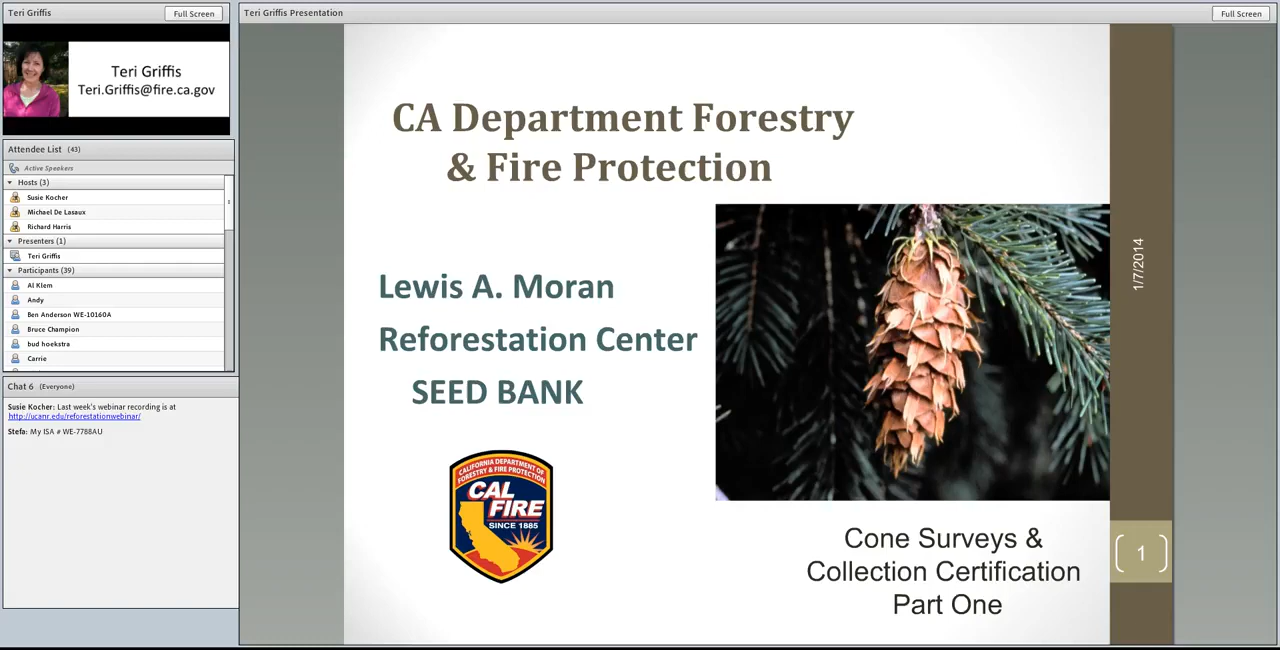 Teri Griffis
Full Screen
Teri Griffis
Teri.Griffis@fire.ca.gov
Attendee List (43)
Active Speakers
Hosts (3)
Susie Kocher
Michael De Lasaux
Richard Harris
Presenters (1)
Teri Griffis
Participants (39)
Al Klem
Andy
Ben Anderson WE-10160A
Bruce Champion
bud hoekstra
Carrie
Chat 6 (Everyone)
Susie Kocher: Last week's webinar recording is at
http://ucanr.edu/reforestationwebinar/
Stefa: My ISA # WE-7788AU
Teri Griffis Presentation
Full Screen
CA Department Forestry
& Fire Protection
Lewis A. Moran
Reforestation Center
SEED BANK
CALIFORNIA DEPARTMENT OF
FORESTRY & FIRE PROTECTION
CAL
FIRE
SINCE 1885
Cone Surveys &
Collection Certification
Part One
1/7/2014
1